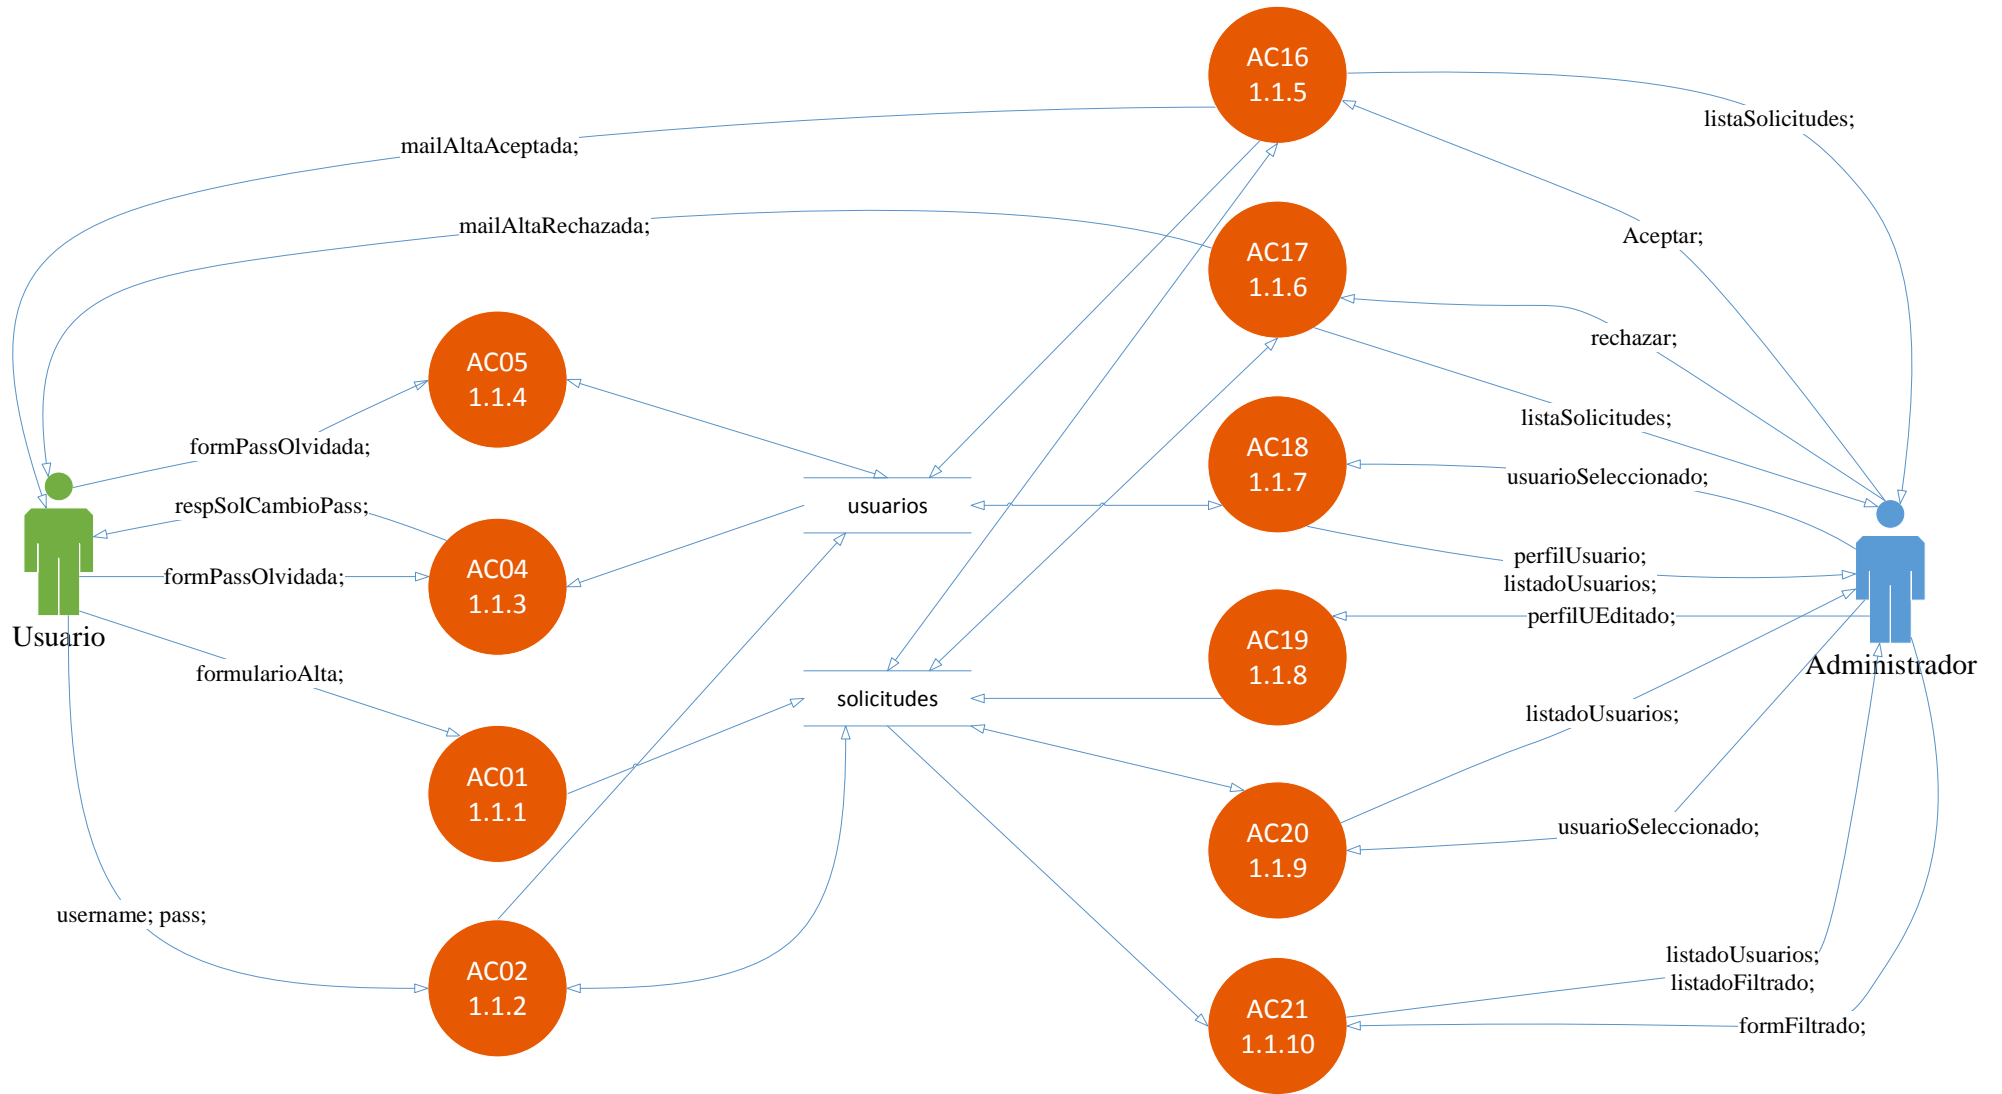 AC16
1.1.5
listaSolicitudes;
mailAltaAceptada;
mailAltaRechazada;
Aceptar;
AC17
1.1.6
rechazar;
AC05
1.1.4
listaSolicitudes;
formPassOlvidada;
AC18
1.1.7
usuarioSeleccionado;
respSolCambioPass;
usuarios
perfilUsuario;
listadoUsuarios;
formPassOlvidada;
AC04
1.1.3
perfilUEditado;
Usuario
AC19
1.1.8
Administrador
formularioAlta;
solicitudes
listadoUsuarios;
AC01
1.1.1
AC20
1.1.9
usuarioSeleccionado;
username; pass;
AC02
1.1.2
listadoUsuarios;
listadoFiltrado;
AC21
1.1.10
formFiltrado;